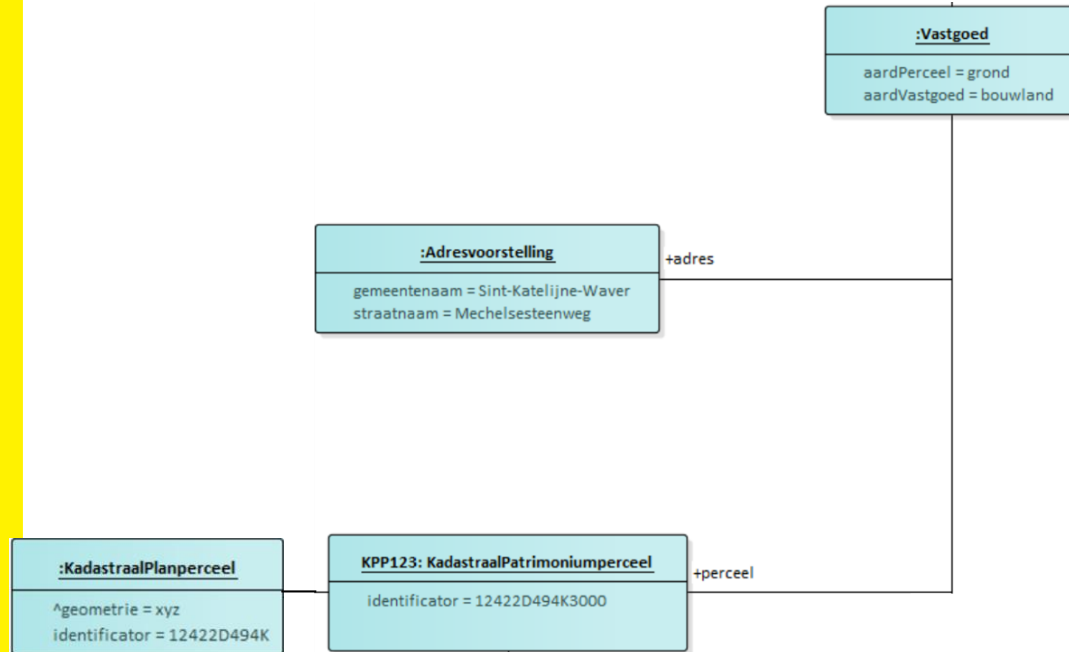 :Vastgoed
aardPerceel = grond
aardVastgoed = bouwland
:Adresvoorstelling
gemeentenaam = Sint-Katelijne-Waver
straatnaam = Mechelsesteenweg
+adres
:KadastraalPlanperceel
^geometrie = xyz
identificator = 12422D494K
KPP123: KadastraalPatrimoniumperceel
identificator = 12422D494K3000
+perceel